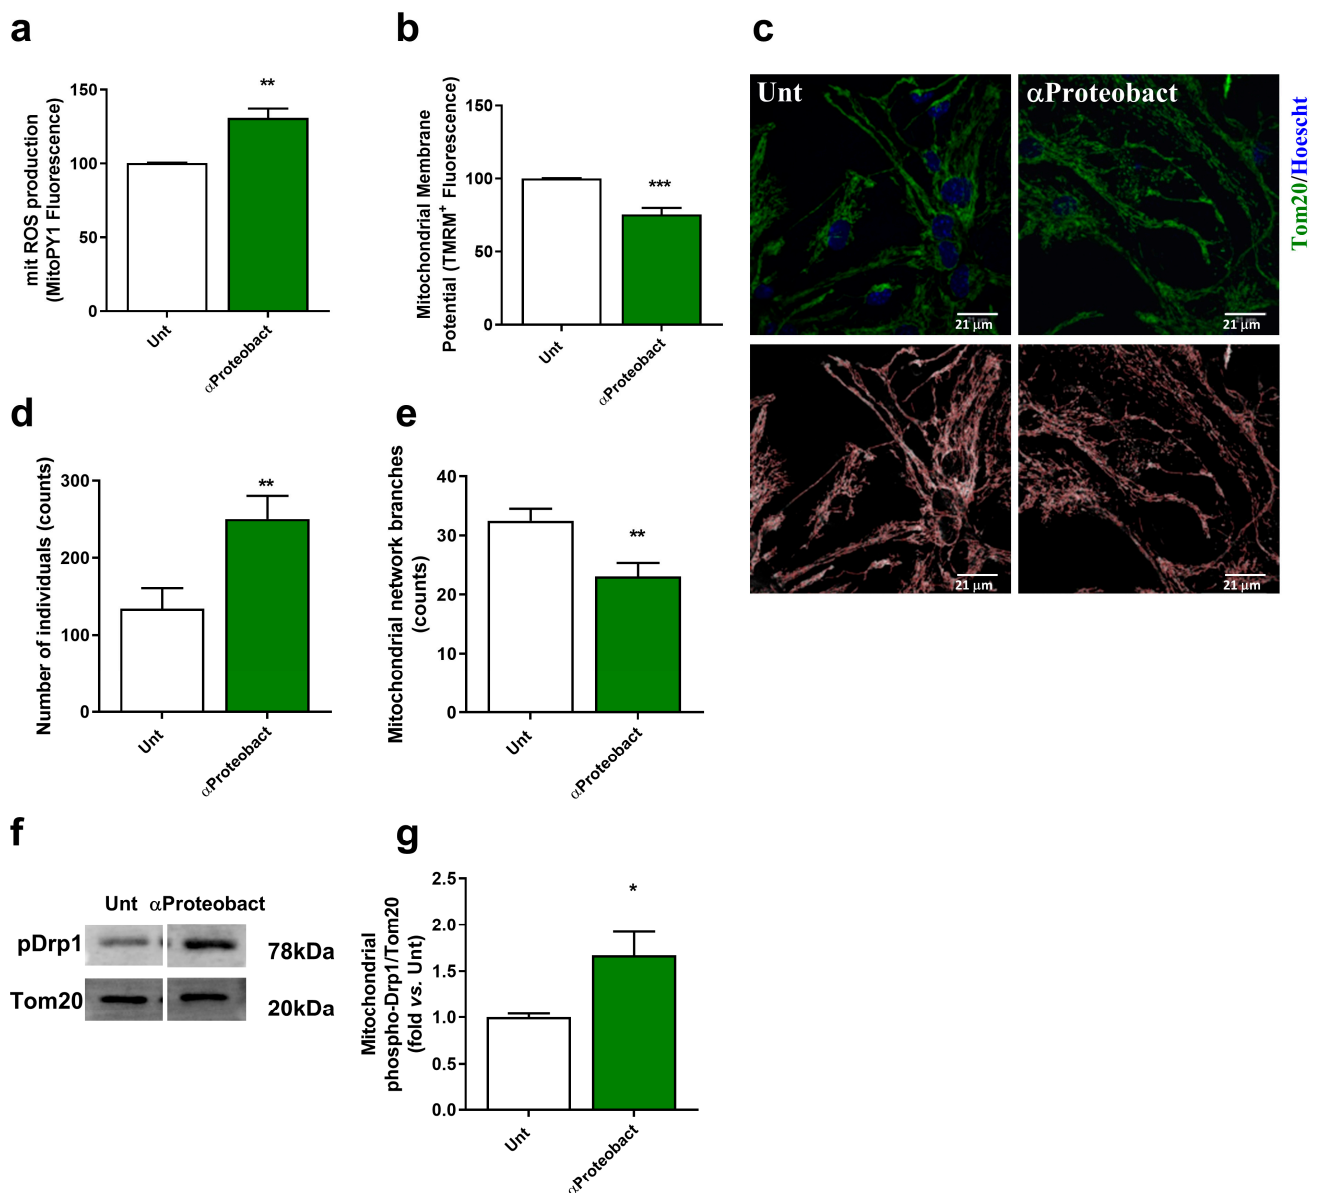 a
mit ROS production
(MitoPY1 Fluorescence)
150
100
50
0
**
Unt
αProteobact
b
Mitochondrial Membrane
Potential (TMRM+ Fluorescence)
150
100
50
0
***
Unt
αProteobact
c
Unt
αProteobact
Tom20/Hoescht
21 μm
21 μm
21 μm
21 μm
d
Number of individuals (counts)
300
200
100
0
**
Unt
αProteobact
e
Mitochondrial network branches
(counts)
40
30
20
10
0
**
Unt
αProteobact
f
Unt αProteobact
pDrp1
78kDa
Tom20
20kDa
g
Mitochondrial
phospho-Drp1/Tom20
(fold vs. Unt)
2.5
2.0
1.5
1.0
0.5
0.0
*
Unt
αProteobact